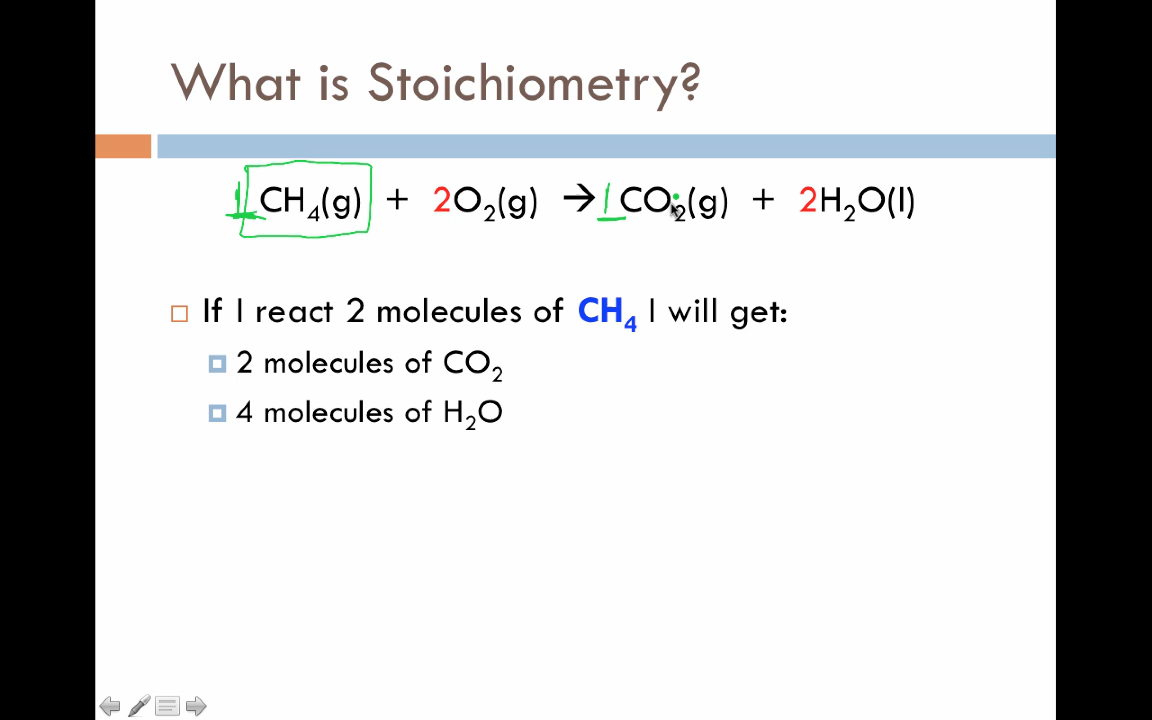 What is Stoichiometry?
1 CH₄(g) + 2O₂(g) → 1 CO₂(g) + 2H₂O(l)
If I react 2 molecules of CH₄ I will get:
2 molecules of CO₂
4 molecules of H₂O